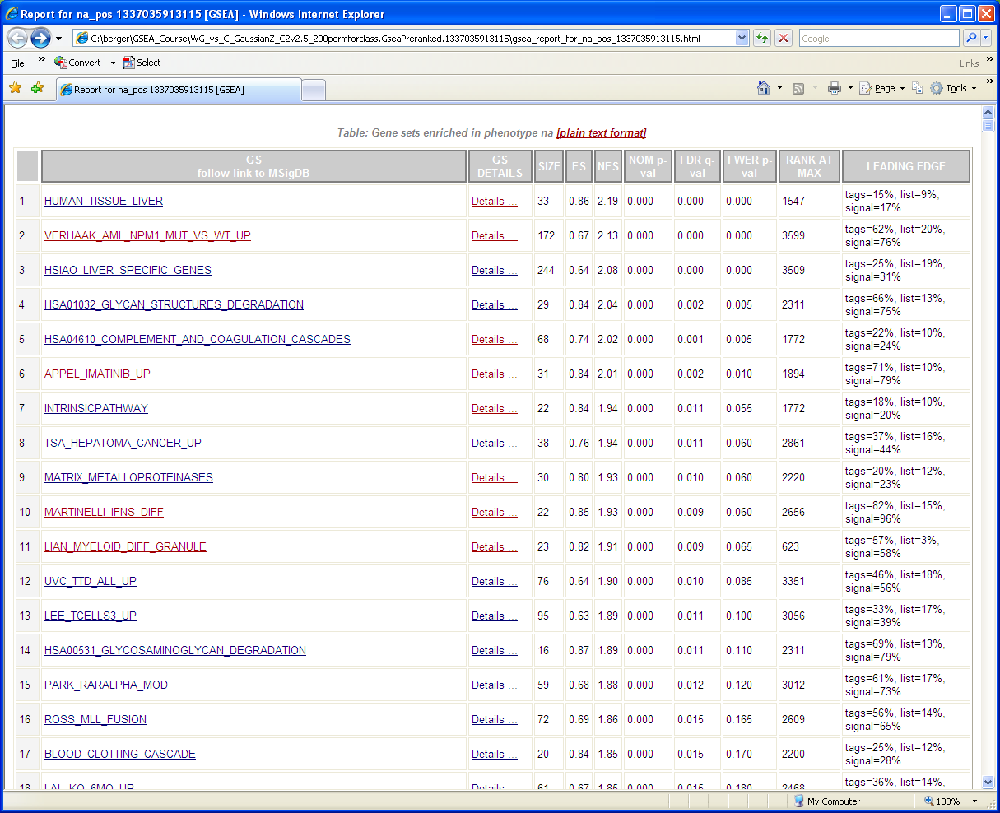 Report for na_pos 1337035913115 [GSEA] - Windows Internet Explorer
C:\berger\GSEA_Course\WG_vs_C_GaussianZ_C2v2.5_200permforclass.GseaPreranked.1337035913115\gsea_report_for_na_pos_1337035913115.html
Google
File » Convert Select Links »
Report for na_pos 1337035913115 [GSEA]
Page Tools »
Table: Gene sets enriched in phenotype na [plain text format]
GS follow link to MSigDB GS DETAILS SIZE ES NES NOM p-val FDR q-val FWER p-val RANK AT MAX LEADING EDGE
1 HUMAN_TISSUE_LIVER Details ... 33 0.86 2.19 0.000 0.000 0.000 1547 tags=15%, list=9%, signal=17%
2 VERHAAK_AML_NPM1_MUT_VS_WT_UP Details ... 172 0.67 2.13 0.000 0.000 0.000 3599 tags=62%, list=20%, signal=76%
3 HSIAO_LIVER_SPECIFIC_GENES Details ... 244 0.64 2.08 0.000 0.000 0.000 3509 tags=25%, list=19%, signal=31%
4 HSA01032_GLYCAN_STRUCTURES_DEGRADATION Details ... 29 0.84 2.04 0.000 0.002 0.005 2311 tags=66%, list=13%, signal=75%
5 HSA04610_COMPLEMENT_AND_COAGULATION_CASCADES Details ... 68 0.74 2.02 0.000 0.001 0.005 1772 tags=22%, list=10%, signal=24%
6 APPEL_IMATINIB_UP Details ... 31 0.84 2.01 0.000 0.002 0.010 1894 tags=71%, list=10%, signal=79%
7 INTRINSICPATHWAY Details ... 22 0.84 1.94 0.000 0.011 0.055 1772 tags=18%, list=10%, signal=20%
8 TSA_HEPATOMA_CANCER_UP Details ... 38 0.76 1.94 0.000 0.011 0.060 2861 tags=37%, list=16%, signal=44%
9 MATRIX_METALLOPROTEINASES Details ... 30 0.80 1.93 0.000 0.010 0.060 2220 tags=20%, list=12%, signal=23%
10 MARTINELLI_IFNS_DIFF Details ... 22 0.85 1.93 0.000 0.009 0.060 2656 tags=82%, list=15%, signal=96%
11 LIAN_MYELOID_DIFF_GRANULE Details ... 23 0.82 1.91 0.000 0.009 0.065 623 tags=57%, list=3%, signal=58%
12 UVC_TTD_ALL_UP Details ... 76 0.64 1.90 0.000 0.010 0.085 3351 tags=46%, list=18%, signal=56%
13 LEE_TCELLS3_UP Details ... 95 0.63 1.89 0.000 0.011 0.100 3056 tags=33%, list=17%, signal=39%
14 HSA00531_GLYCOSAMINOGLYCAN_DEGRADATION Details ... 16 0.87 1.89 0.000 0.011 0.110 2311 tags=69%, list=13%, signal=79%
15 PARK_RARALPHA_MOD Details ... 59 0.68 1.88 0.000 0.012 0.120 3012 tags=61%, list=17%, signal=73%
16 ROSS_MLL_FUSION Details ... 72 0.69 1.86 0.000 0.015 0.165 2609 tags=56%, list=14%, signal=65%
17 BLOOD_CLOTTING_CASCADE Details ... 20 0.84 1.85 0.000 0.015 0.170 2200 tags=25%, list=12%, signal=28%
18 LAL_KO_6MO_UP Details ... 61 0.67 1.85 0.000 0.015 0.180 2468 tags=36%, list=14%,
My Computer 100%